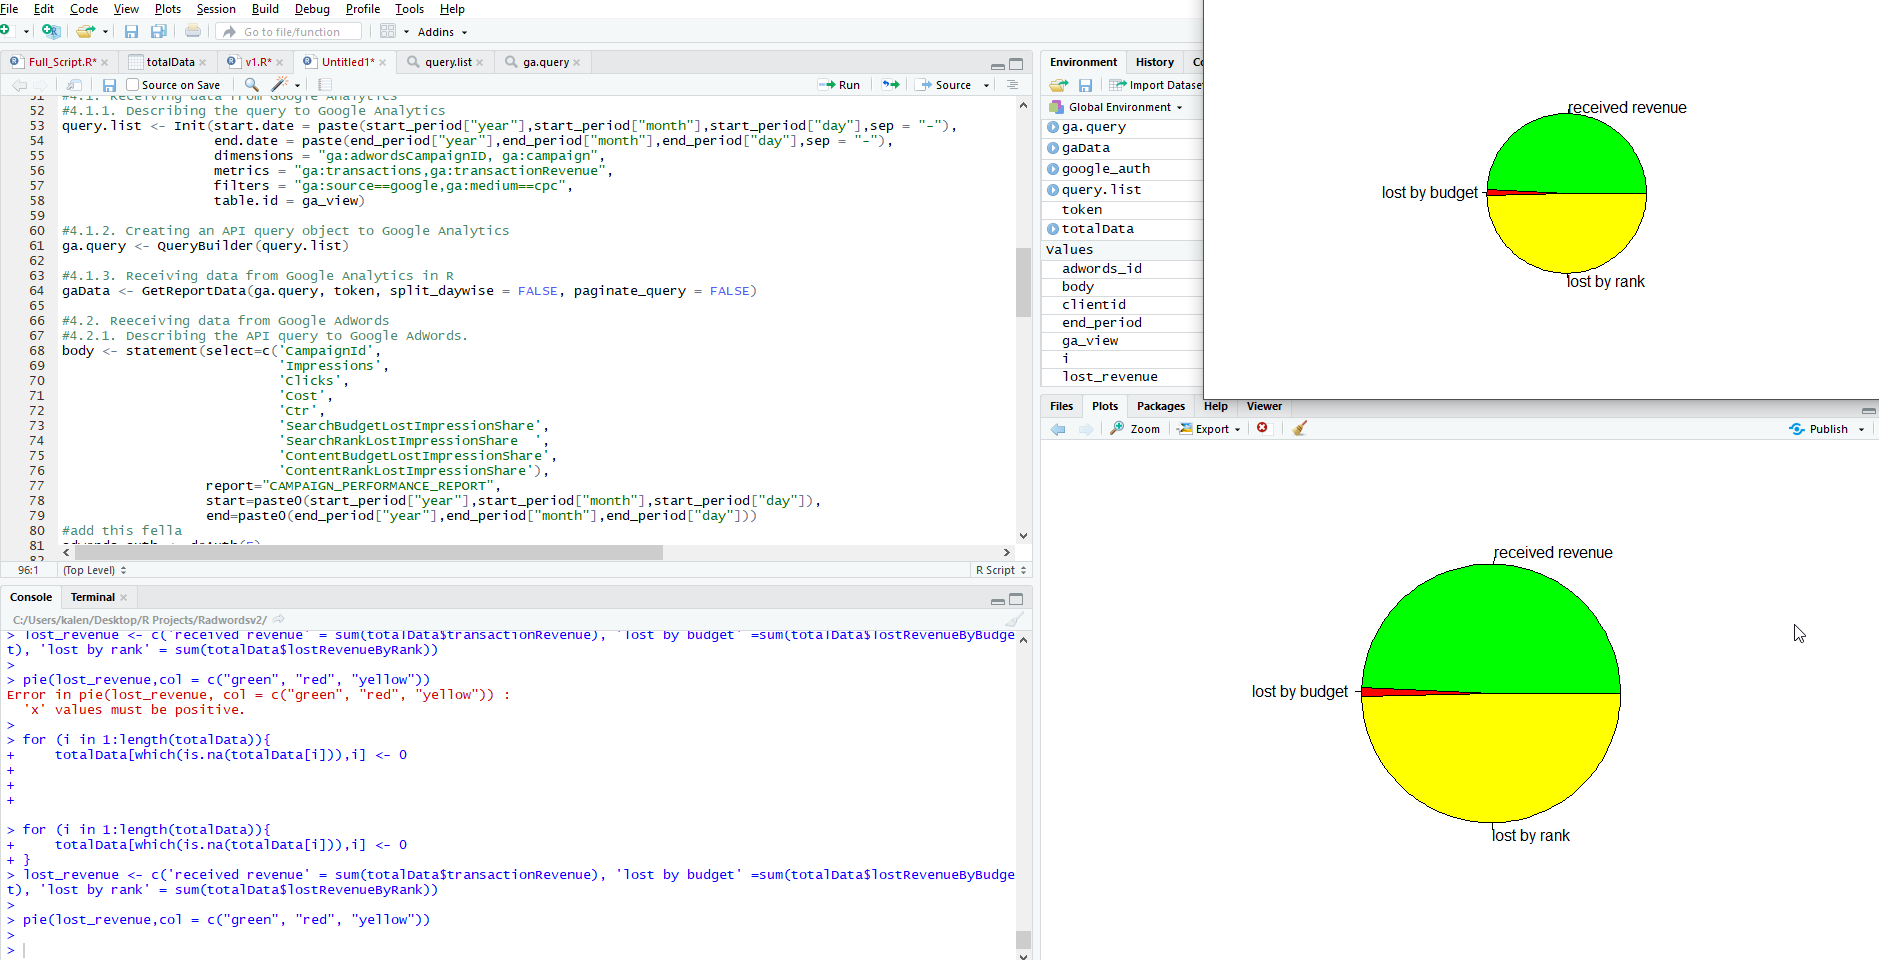 File Edit Code View Plots Session Build Debug Profile Tools Help
Go to file/function Addins
Full_Script.R* totalData v1.R* Untitled1* query.list ga.query
Source on Save Run Source
51 #4.1. Receiving data from Google Analytics
52 #4.1.1. Describing the query to Google Analytics
53 query.list <- Init(start.date = paste(start_period["year"],start_period["month"],start_period["day"],sep = "-"),
54 end.date = paste(end_period["year"],end_period["month"],end_period["day"],sep = "-"),
55 dimensions = "ga:adwordsCampaignID, ga:campaign",
56 metrics = "ga:transactions,ga:transactionRevenue",
57 filters = "ga:source==google,ga:medium==cpc",
58 table.id = ga_view)
59
60 #4.1.2. Creating an API query object to Google Analytics
61 ga.query <- QueryBuilder(query.list)
62
63 #4.1.3. Receiving data from Google Analytics in R
64 gaData <- GetReportData(ga.query, token, split_daywise = FALSE, paginate_query = FALSE)
65
66 #4.2. Reeceiving data from Google AdWords
67 #4.2.1. Describing the API query to Google AdWords.
68 body <- statement(select=c('CampaignId',
69 'Impressions',
70 'Clicks',
71 'Cost',
72 'Ctr',
73 'SearchBudgetLostImpressionShare',
74 'SearchRankLostImpressionShare  ',
75 'ContentBudgetLostImpressionShare',
76 'ContentRankLostImpressionShare'),
77 report="CAMPAIGN_PERFORMANCE_REPORT",
78 start=paste0(start_period["year"],start_period["month"],start_period["day"]),
79 end=paste0(end_period["year"],end_period["month"],end_period["day"]))
80 #add this fella
81
82
96:1 (Top Level) R Script
Console Terminal
C:/Users/kalen/Desktop/R Projects/Radwordsv2/
> lost_revenue <- c('received revenue' = sum(totalData$transactionRevenue), 'lost by budget' =sum(totalData$lostRevenueByBudge
t), 'lost by rank' = sum(totalData$lostRevenueByRank))
>
> pie(lost_revenue,col = c("green", "red", "yellow"))
Error in pie(lost_revenue, col = c("green", "red", "yellow")) :
'x' values must be positive.
>
> for (i in 1:length(totalData)){
+ totalData[which(is.na(totalData[i])),i] <- 0
+
+
+
> for (i in 1:length(totalData)){
+ totalData[which(is.na(totalData[i])),i] <- 0
+ }
> lost_revenue <- c('received revenue' = sum(totalData$transactionRevenue), 'lost by budget' =sum(totalData$lostRevenueByBudge
t), 'lost by rank' = sum(totalData$lostRevenueByRank))
>
> pie(lost_revenue,col = c("green", "red", "yellow"))
>
>
Environment History Co
Import Dataset
Global Environment
ga.query
gaData
google_auth
query.list
token
totalData
Values
adwords_id
body
clientid
end_period
ga_view
i
lost_revenue
received revenue
lost by budget
lost by rank
Files Plots Packages Help Viewer
Zoom Export Publish
received revenue
lost by budget
lost by rank